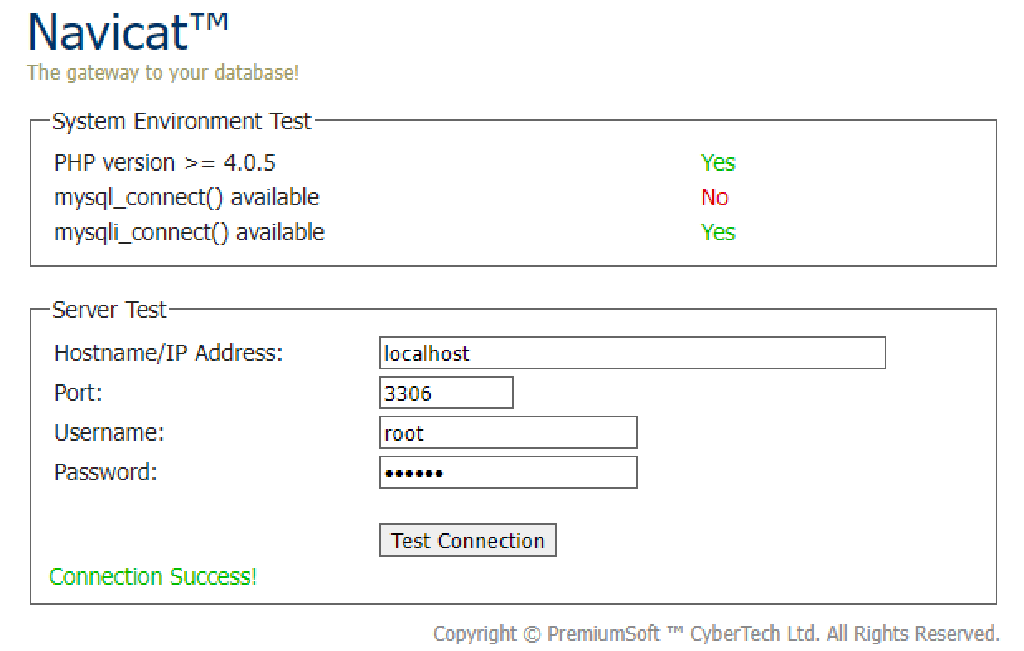 Navicat™
The gateway to your database!
System Environment Test
PHP version >= 4.0.5 Yes
mysql_connect() available No
mysqli_connect() available Yes
Server Test
Hostname/IP Address: localhost
Port: 3306
Username: root
Password: ••••••
Test Connection
Connection Success!
Copyright © PremiumSoft ™ CyberTech Ltd. All Rights Reserved.